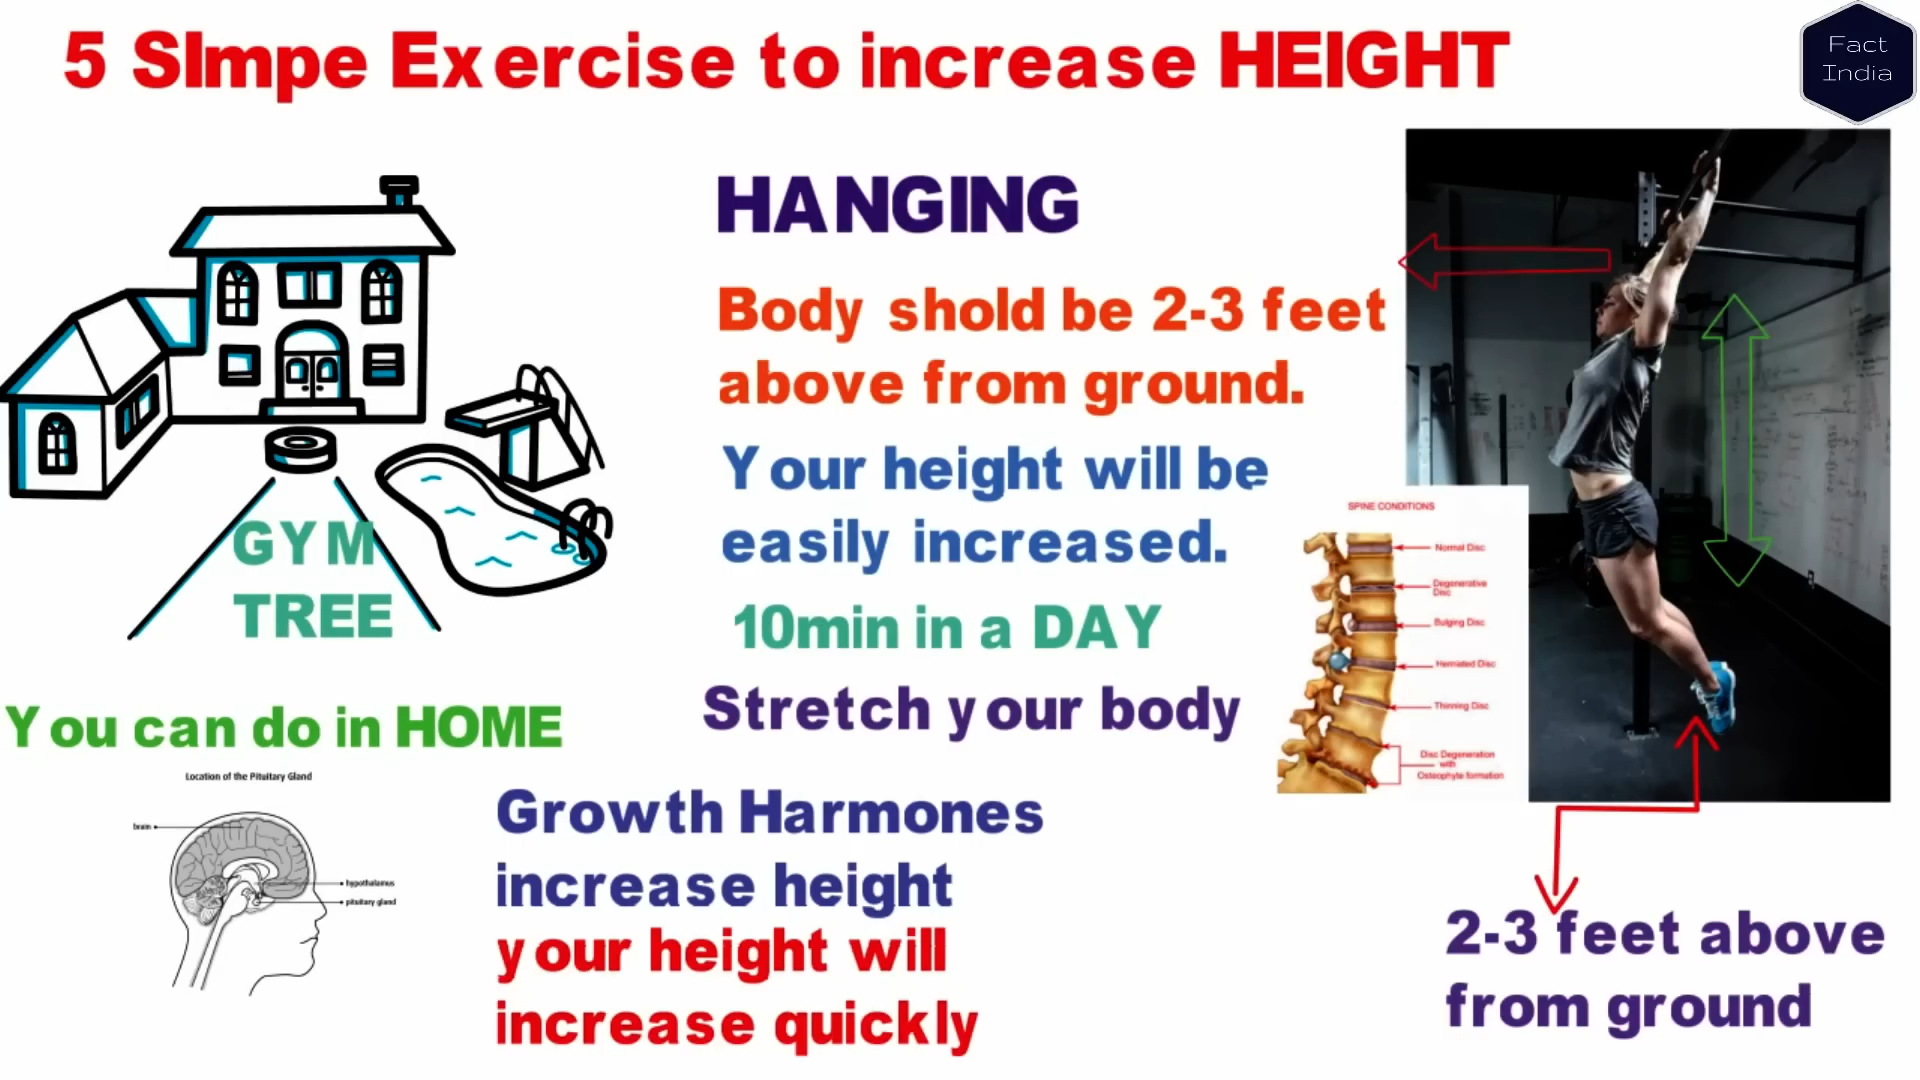 5 SImpe Exercise to increase HEIGHT
Fact
India
HANGING
Body shold be 2-3 feet
above from ground.
Your height will be
easily increased.
10min in a DAY
Stretch your body
GYM
TREE
You can do in HOME
SPINE CONDITIONS
Normal Disc
Degenerative
Disc
Bulging Disc
Herniated Disc
Thinning Disc
Disc Degeneration
with
Osteophyte formation
Location of the Pituitary Gland
brain
hypothalamus
pituitary gland
Growth Harmones
increase height
your height will
increase quickly
2-3 feet above
from ground